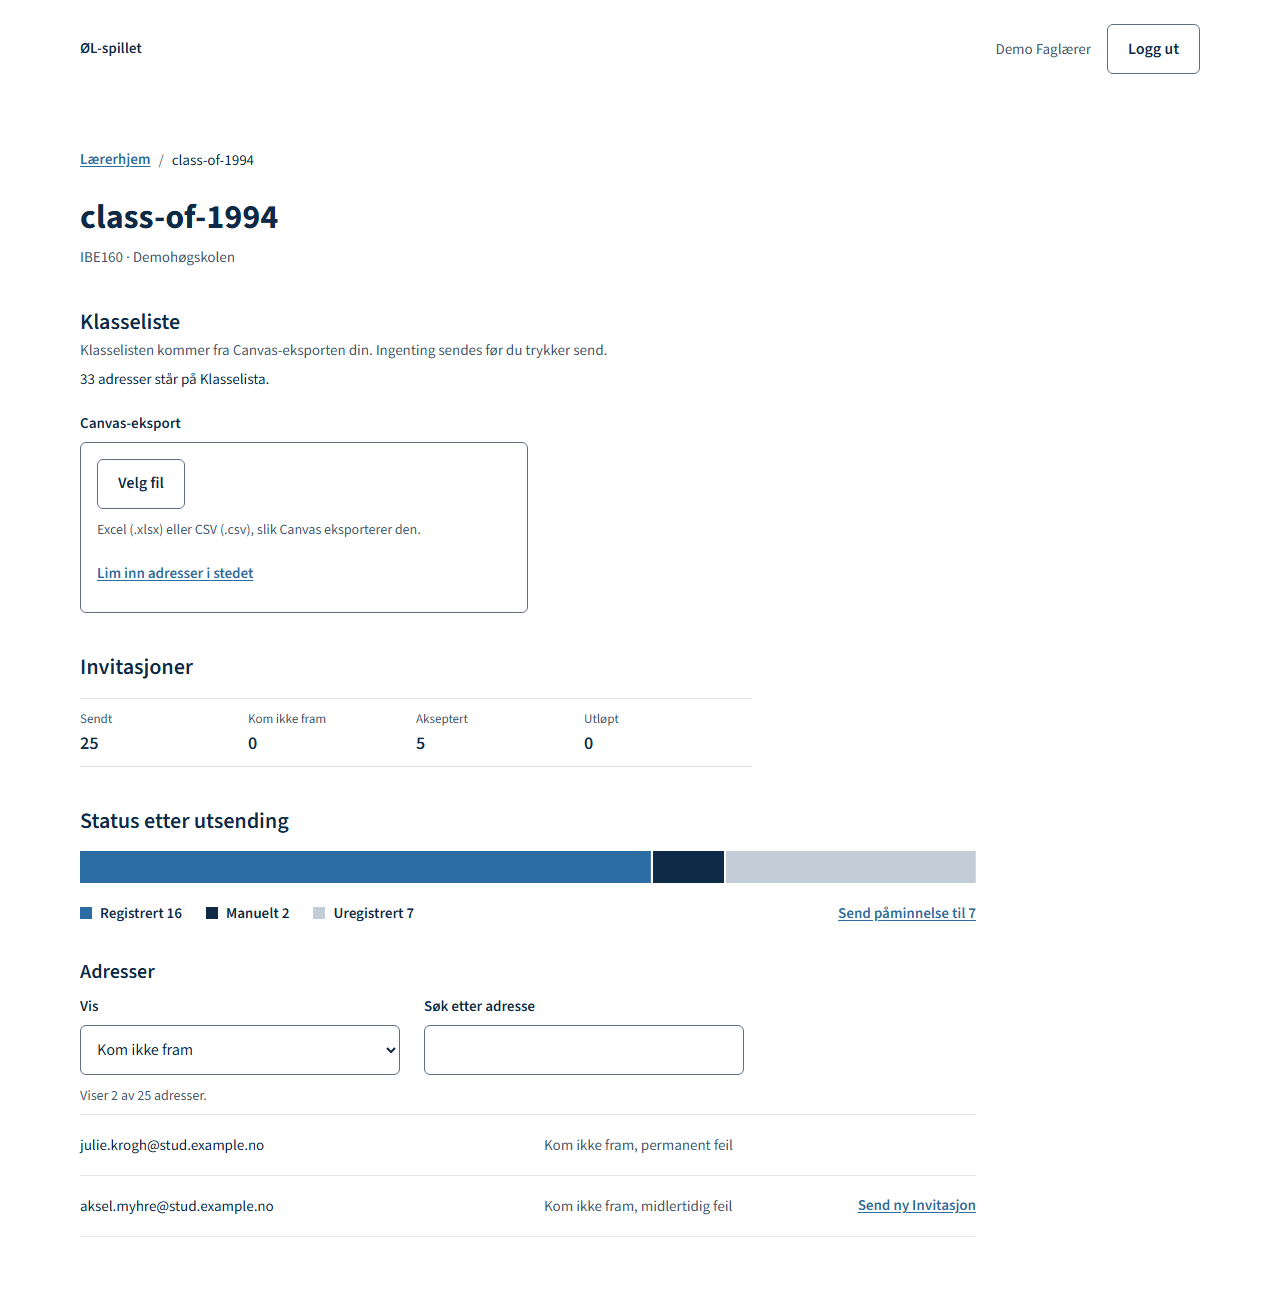 ØL-spillet
Demo Faglærer
Logg ut
Lærerhjem / class-of-1994
class-of-1994
IBE160 · Demohøgskolen
Klasseliste
Klasselisten kommer fra Canvas-eksporten din. Ingenting sendes før du trykker send.
33 adresser står på Klasselista.
Canvas-eksport
Velg fil
Excel (.xlsx) eller CSV (.csv), slik Canvas eksporterer den.
Lim inn adresser i stedet
Invitasjoner
Sendt Kom ikke fram Akseptert Utløpt
25 0 5 0
Status etter utsending
Registrert 16 Manuelt 2 Uregistrert 7 Send påminnelse til 7
Adresser
Vis Søk etter adresse
Kom ikke fram
Viser 2 av 25 adresser.
julie.krogh@stud.example.no Kom ikke fram, permanent feil
aksel.myhre@stud.example.no Kom ikke fram, midlertidig feil Send ny Invitasjon